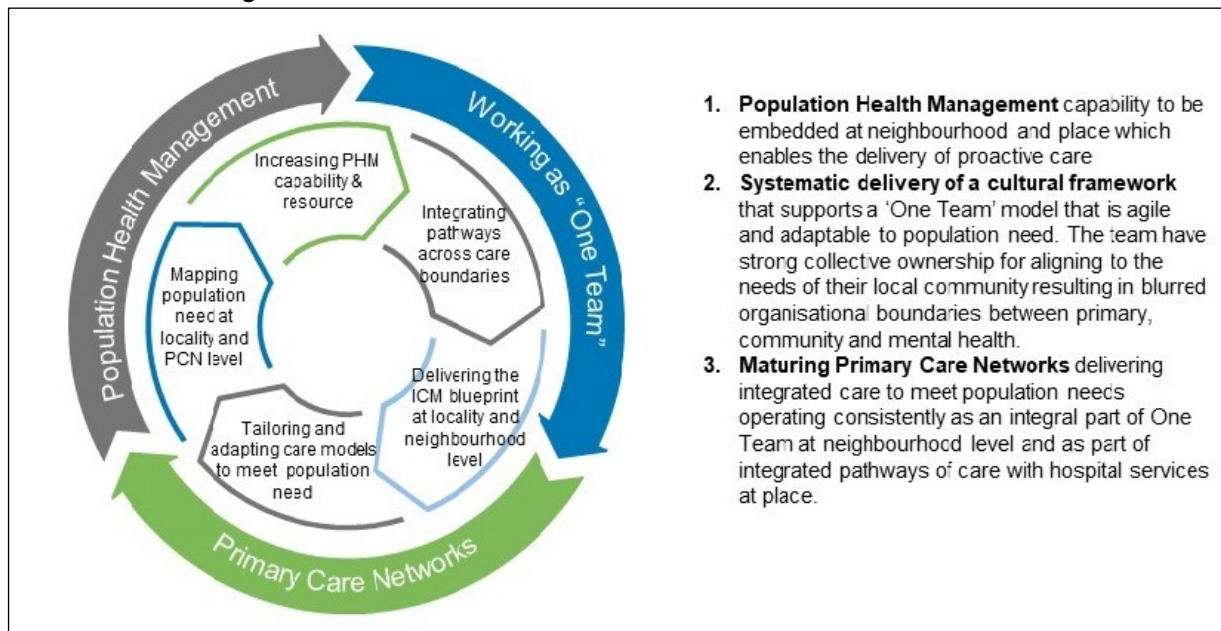 Population Health Management
Working as “One Team”
Primary Care Networks
Increasing PHM
capability &
resource
Integrating
pathways
across care
boundaries
Delivering the
ICM blueprint
at locality and
neighbourhood
level
Tailoring and
adapting care models
to meet population
need
Mapping
population
need at
locality and
PCN level
1. Population Health Management capability to be
embedded at neighbourhood and place which
enables the delivery of proactive care
2. Systematic delivery of a cultural framework
that supports a ‘One Team’ model that is agile
and adaptable to population need. The team have
strong collective ownership for aligning to the
needs of their local community resulting in blurred
organisational boundaries between primary,
community and mental health.
3. Maturing Primary Care Networks delivering
integrated care to meet population needs
operating consistently as an integral part of One
Team at neighbourhood level and as part of
integrated pathways of care with hospital services
at place.